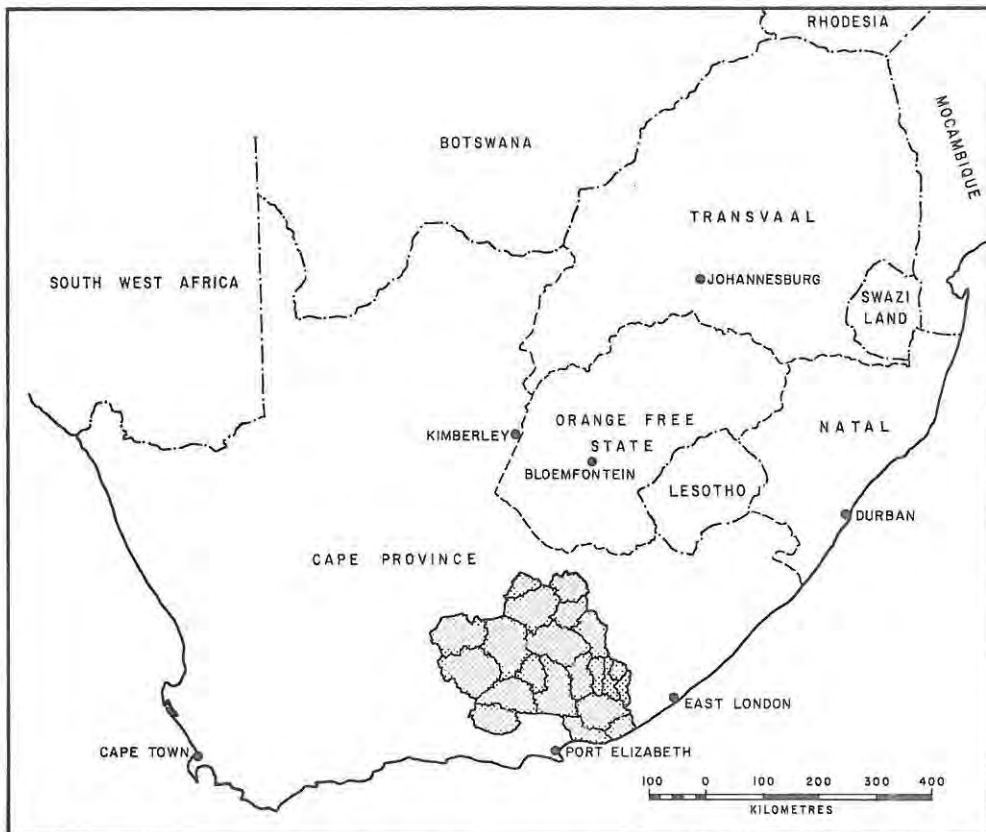 RHODESIA
MOCAMBIQUE
BOTSWANA
TRANSVAAL
SOUTH WEST AFRICA
JOHANNESBURG
SWAZI
LAND
KIMBERLEY
ORANGE FREE
STATE
NATAL
BLOEMFONTEIN
LESOTHO
DURBAN
CAPE PROVINCE
EAST LONDON
CAPE TOWN
PORT ELIZABETH
100 0 100 200 300 400
KILOMETRES